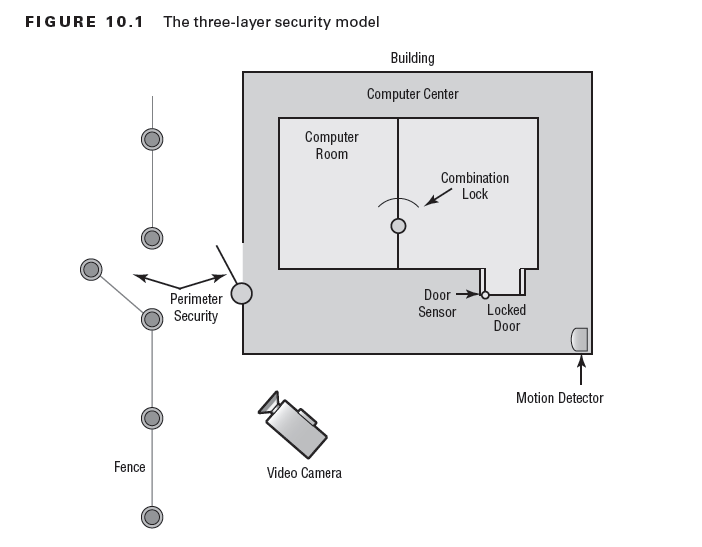 FIGURE 10.1 The three-layer security model
Building
Computer Center
Computer
Room
Combination
Lock
Perimeter
Security
Door
Sensor
Locked
Door
Motion Detector
Fence
Video Camera